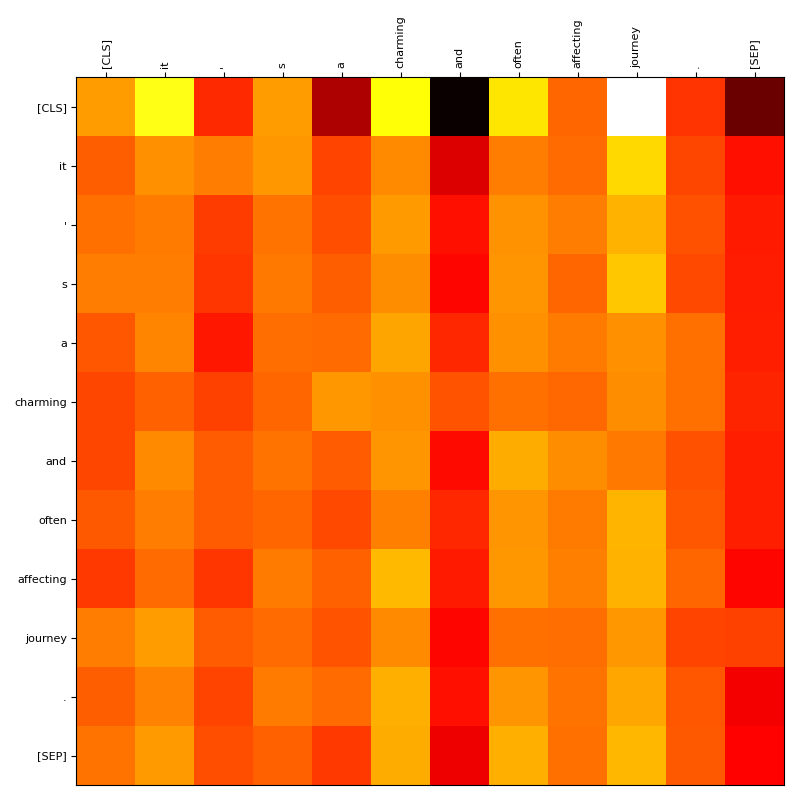 [CLS] it ' s a charming and often affecting journey . [SEP]
[CLS]
it
'
s
a
charming
and
often
affecting
journey
.
[SEP]